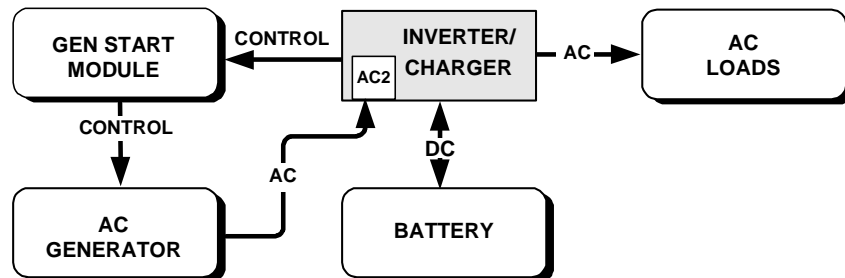 GEN START
MODULE
CONTROL
INVERTER/
CHARGER
AC2
AC
AC
LOADS
CONTROL
AC
DC
AC
GENERATOR
BATTERY